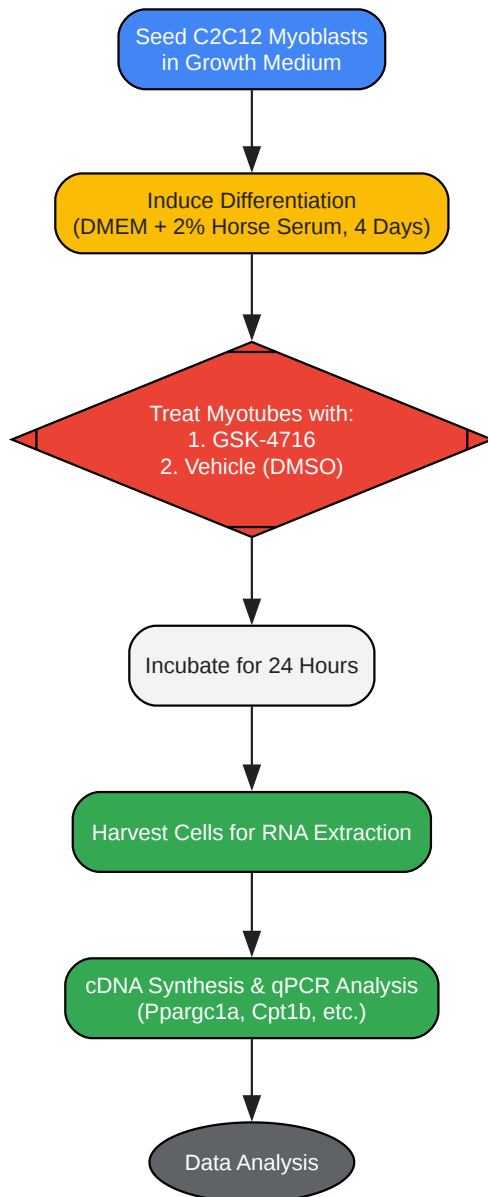 Seed C2C12 Myoblasts
in Growth Medium
Induce Differentiation
(DMEM + 2% Horse Serum, 4 Days)
Treat Myotubes with:
1. GSK-4716
2. Vehicle (DMSO)
Incubate for 24 Hours
Harvest Cells for RNA Extraction
cDNA Synthesis & qPCR Analysis
(Ppargc1a, Cpt1b, etc.)
Data Analysis